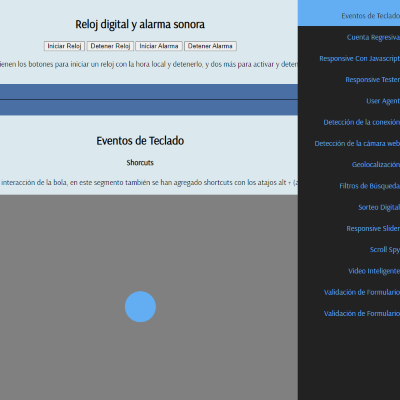 Reloj digital y alarma sonora
Iniciar Reloj Detener Reloj Iniciar Alarma Detener Alarma
ienen los botones para iniciar un reloj con la hora local y detenerlo, y dos más para activar y deten
Eventos de Teclado
Shorcuts
interacción de la bola, en este segmento también se han agregado shortcuts con los atajos alt + (a
Eventos de Teclado
Cuenta Regresiva
Responsive Con Javascript
Responsive Tester
User Agent
Detección de la conexión
Detección de la cámara web
Geolocalización
Filtros de Búsqueda
Sorteo Digital
Responsive Slider
Scroll Spy
Video Inteligente
Validación de Formulario
Validación de Formulario